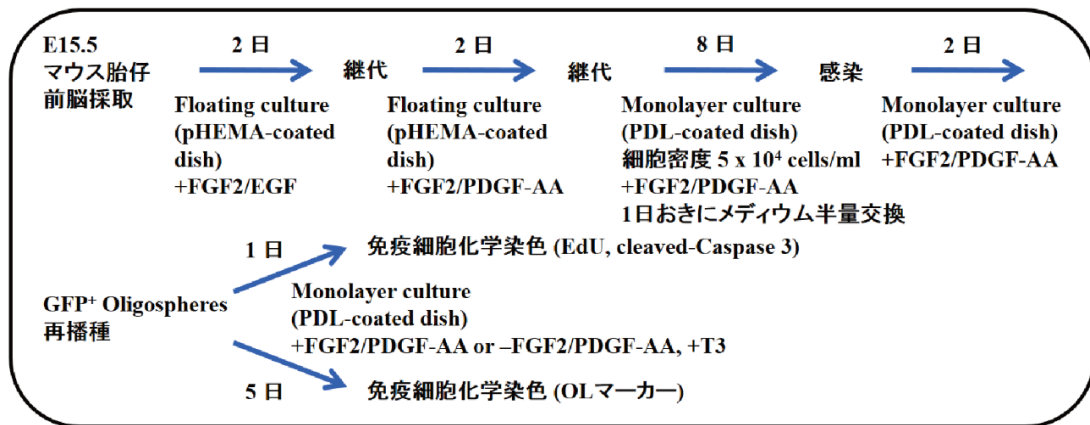 E15.5
マウス胎仔
前脳採取
2 日
Floating culture
(pHEMA-coated
dish)
+FGF2/EGF
継代
2 日
Floating culture
(pHEMA-coated
dish)
+FGF2/PDGF-AA
継代
8 日
Monolayer culture
(PDL-coated dish)
細胞密度 5 x 10⁴ cells/ml
+FGF2/PDGF-AA
1日おきにメディウム半量交換
感染
2 日
Monolayer culture
(PDL-coated dish)
+FGF2/PDGF-AA
GFP⁺ Oligospheres
再播種
1 日
免疫細胞化学染色 (EdU, cleaved-Caspase 3)
Monolayer culture
(PDL-coated dish)
+FGF2/PDGF-AA or –FGF2/PDGF-AA, +T3
5 日
免疫細胞化学染色 (OLマーカー)